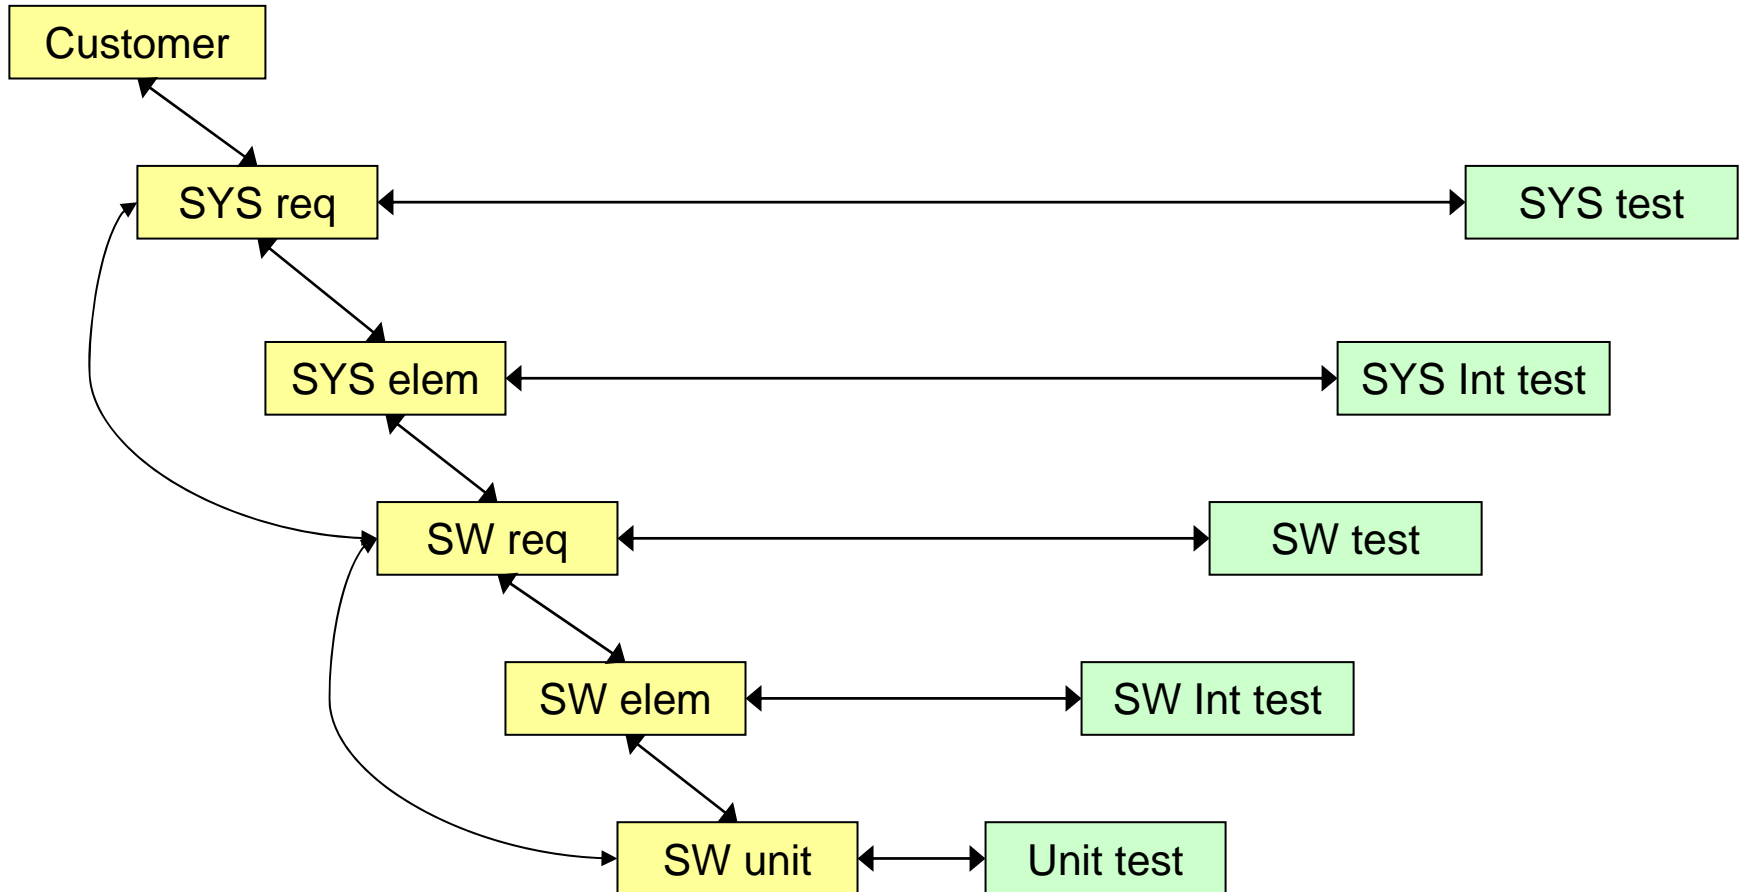 Customer
SYS req
SYS test
SYS elem
SYS Int test
SW req
SW test
SW elem
SW Int test
SW unit
Unit test